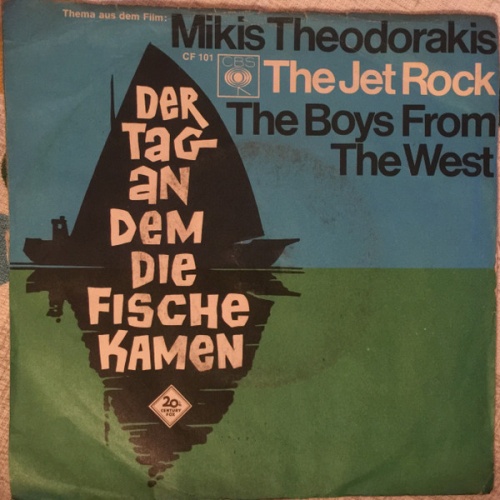 Thema aus dem Film:
Mikis Theodorakis
CF 101
CBS
The Jet Rock
The Boys From
The West
DER
TAG
AN
DEM
DIE
FISCHE
KAMEN
20th
CENTURY
FOX